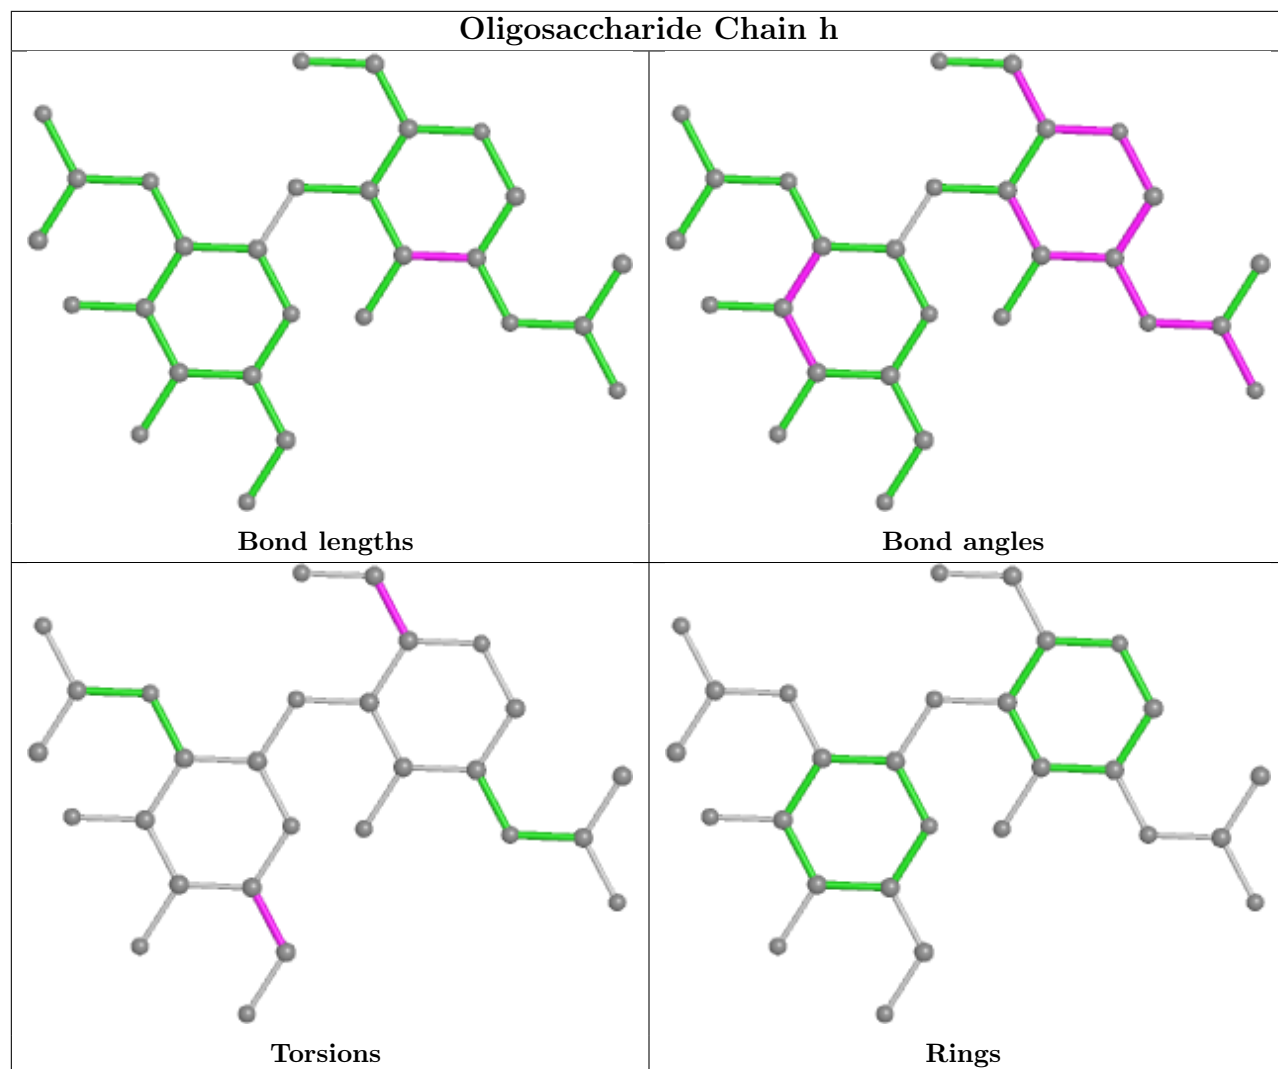 Oligosaccharide Chain h
Bond lengths
Bond angles
Torsions
Rings